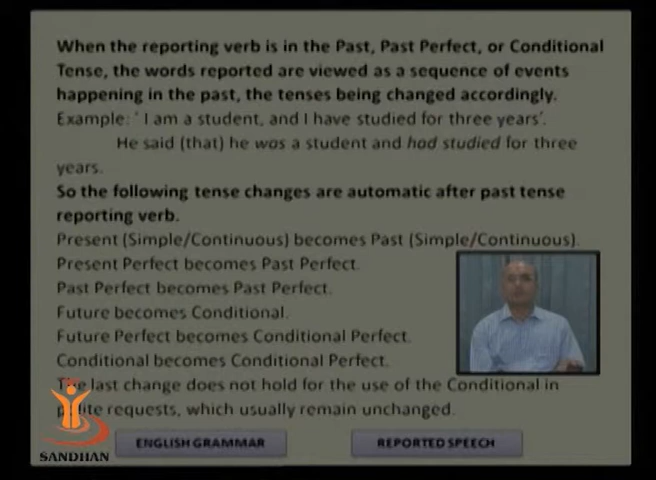 When the reporting verb is in the Past, Past Perfect, or Conditional
Tense, the words reported are viewed as a sequence of events
happening in the past, the tenses being changed accordingly.
Example: ' I am a student, and I have studied for three years'.
He said (that) he was a student and had studied for three
years.
So the following tense changes are automatic after past tense
reporting verb.
Present (Simple/Continuous) becomes Past (Simple/Continuous).
Present Perfect becomes Past Perfect.
Past Perfect becomes Past Perfect.
Future becomes Conditional.
Future Perfect becomes Conditional Perfect.
Conditional becomes Conditional Perfect.
The last change does not hold for the use of the Conditional in
polite requests, which usually remain unchanged.
ENGLISH GRAMMAR
REPORTED SPEECH
SANDHAN